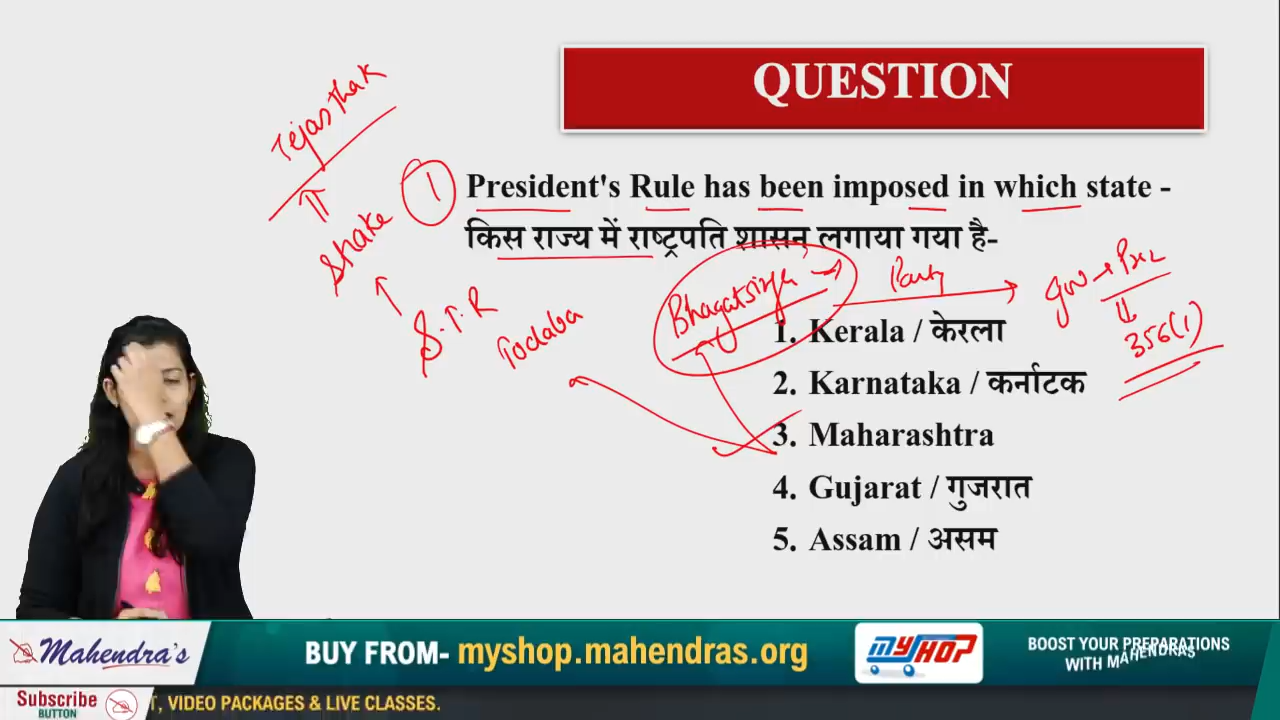 QUESTION
Tejas Thak
1
President's Rule has been imposed in which state -
किस राज्य में राष्ट्रपति शासन लगाया गया है-
Shake
S.T.R
Todaba
Party
356(1)
1. Kerala / केरला
2. Karnataka / कर्नाटक
3. Maharashtra
4. Gujarat / गुजरात
5. Assam / असम
Mahendra's
BUY FROM- myshop.mahendras.org
MY SHOP
BOOST YOUR PREPARATIONS
WITH MAHENDRAS
Subscribe
BUTTON
T, VIDEO PACKAGES & LIVE CLASSES.